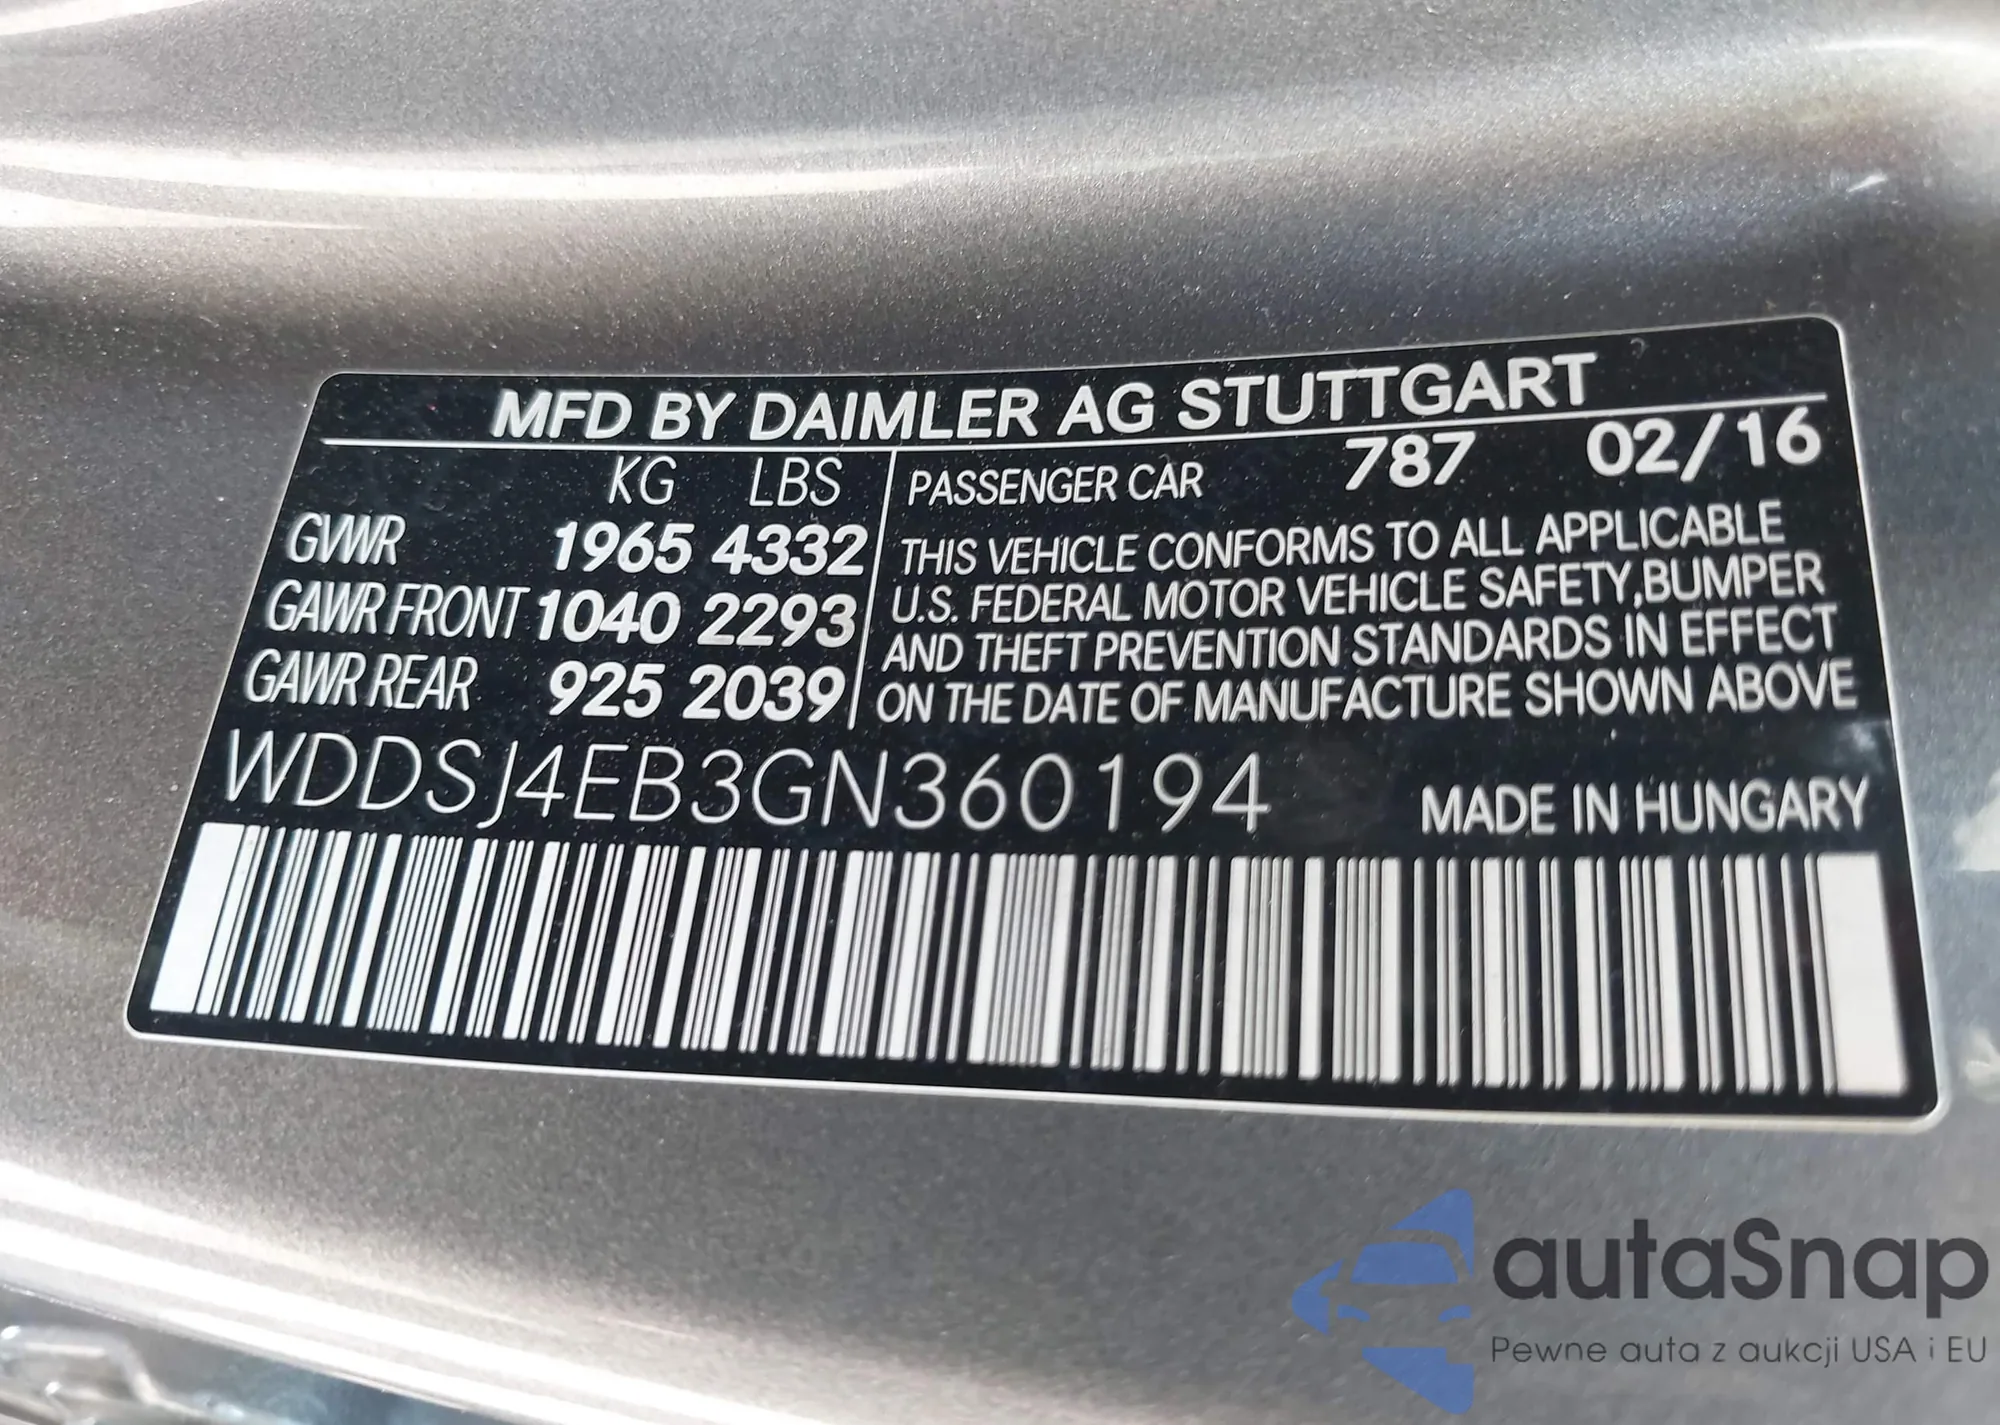 MFD BY DAIMLER AG STUTTGART
KG LBS
GVWR 1965 4332
GAWR FRONT 1040 2293
GAWR REAR 925 2039
PASSENGER CAR 787 02/16
THIS VEHICLE CONFORMS TO ALL APPLICABLE
U.S. FEDERAL MOTOR VEHICLE SAFETY,BUMPER
AND THEFT PREVENTION STANDARDS IN EFFECT
ON THE DATE OF MANUFACTURE SHOWN ABOVE
WDDSJ4EB3GN360194 MADE IN HUNGARY
autaSnap
Pewne auta z aukcji USA i EU